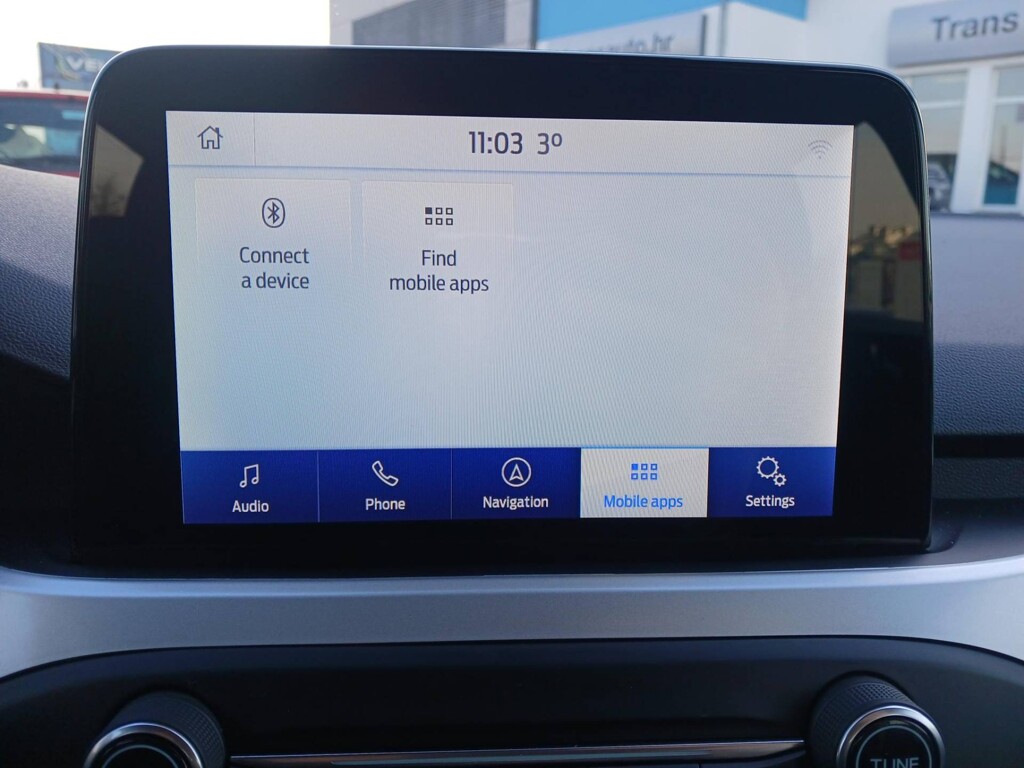 Trans
11:03 3º
Connect
a device
Find
mobile apps
Audio
Phone
Navigation
Mobile apps
Settings
TUNE